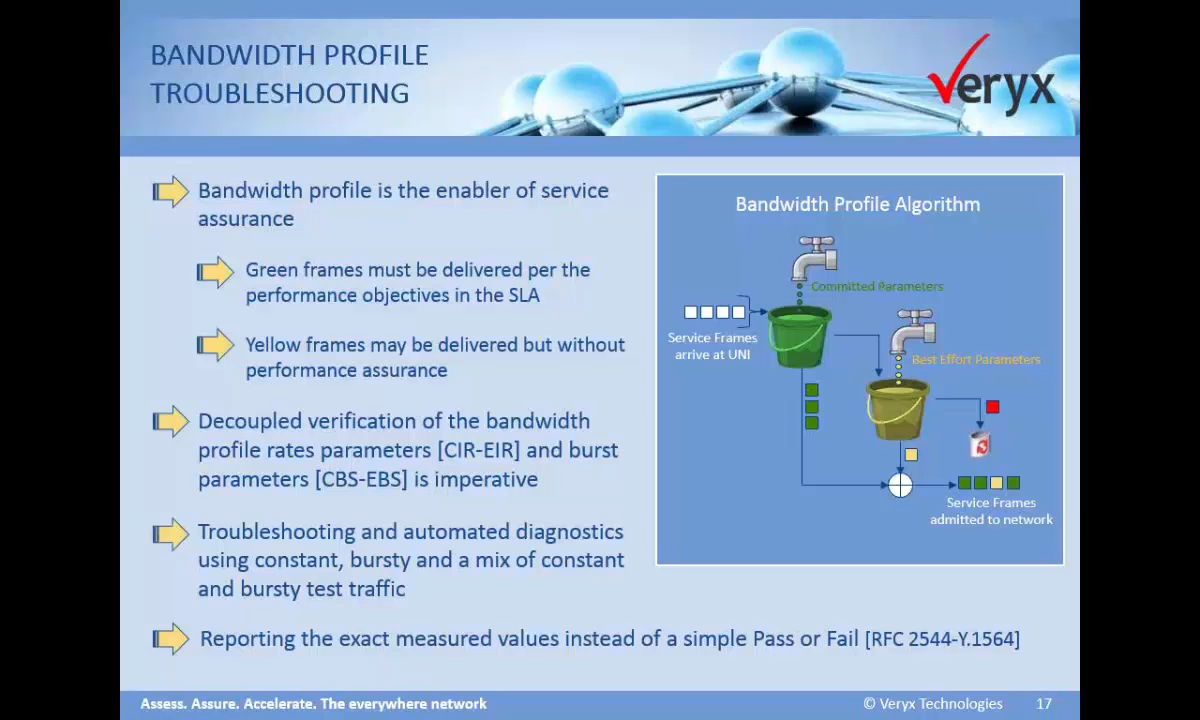 BANDWIDTH PROFILE
TROUBLESHOOTING
veryx
Bandwidth profile is the enabler of service
assurance
Green frames must be delivered per the
performance objectives in the SLA
Yellow frames may be delivered but without
performance assurance
Decoupled verification of the bandwidth
profile rates parameters [CIR-EIR] and burst
parameters [CBS-EBS] is imperative
Troubleshooting and automated diagnostics
using constant, bursty and a mix of constant
and bursty test traffic
Reporting the exact measured values instead of a simple Pass or Fail [RFC 2544-Y.1564]
Bandwidth Profile Algorithm
Committed Parameters
Service Frames
arrive at UNI
Best Effort Parameters
Service Frames
admitted to network
Assess. Assure. Accelerate. The everywhere network
© Veryx Technologies
17